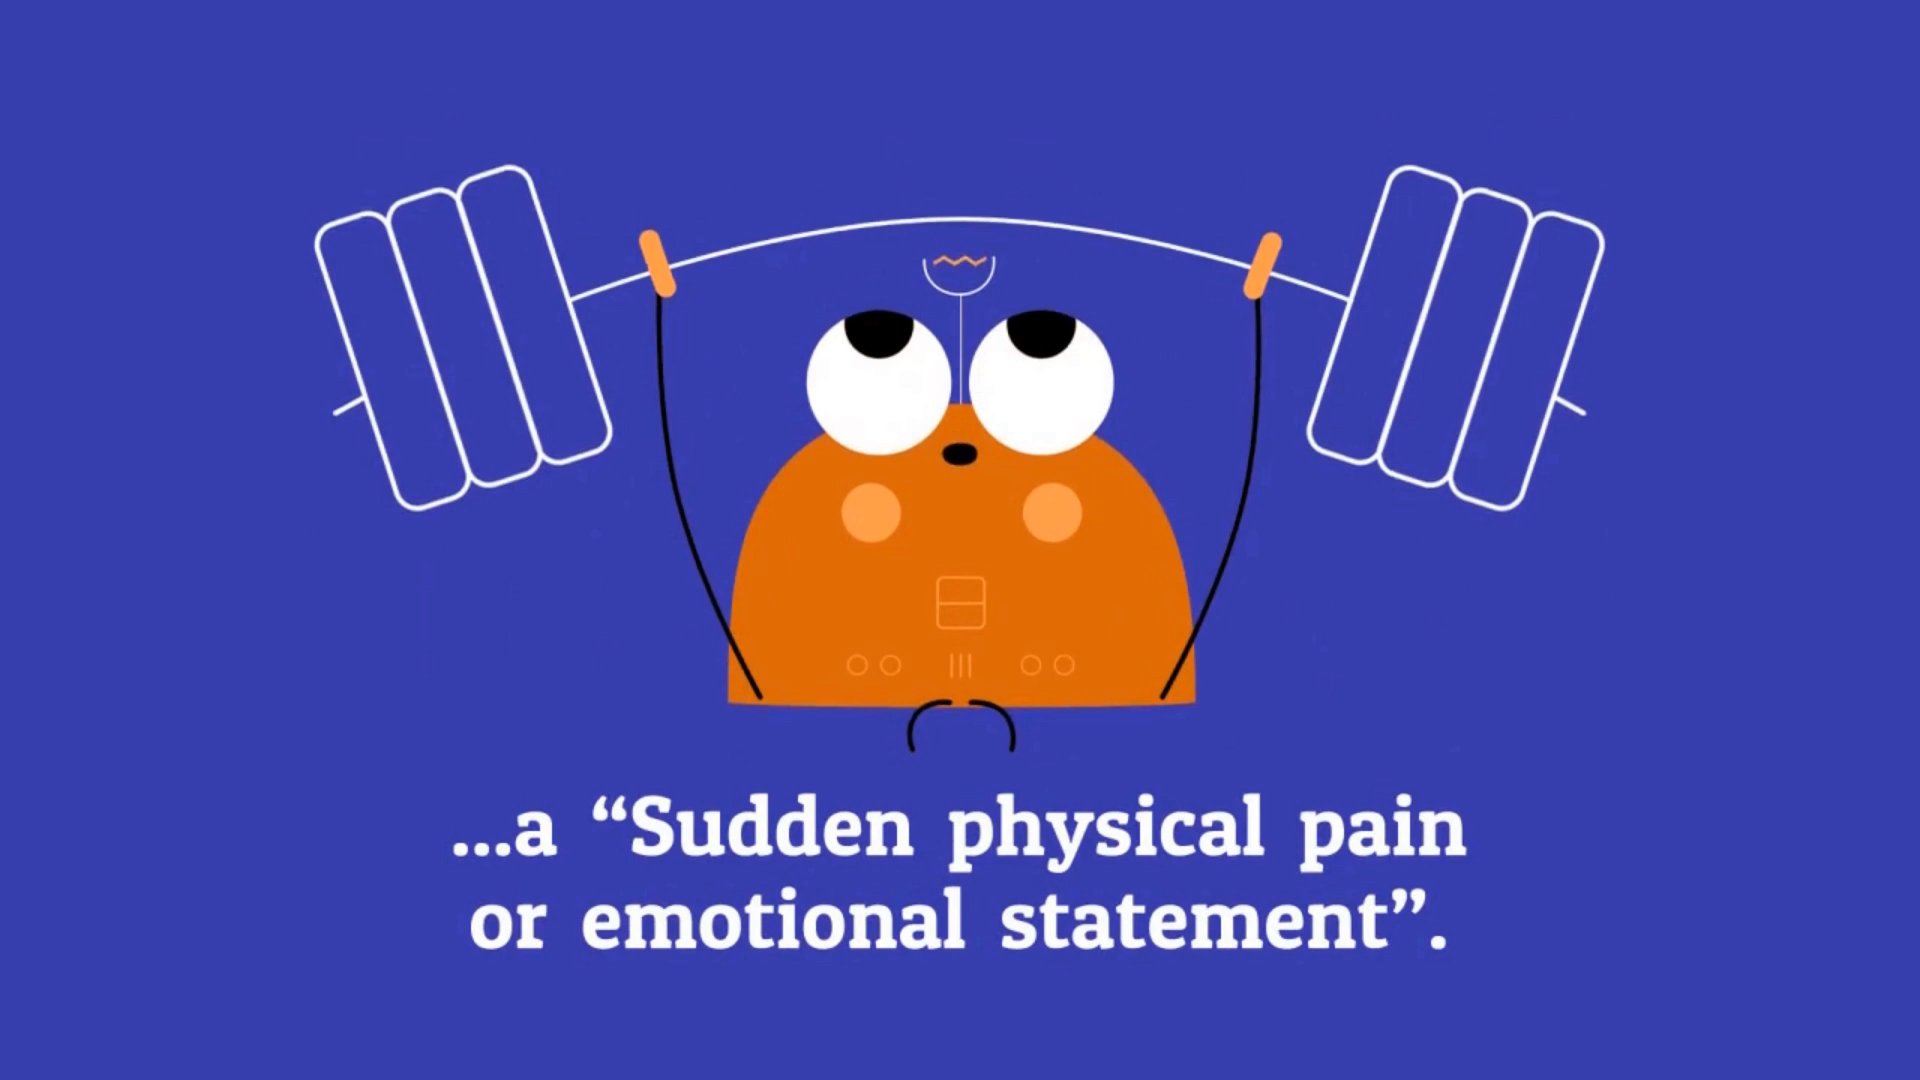 ...a “Sudden physical pain
or emotional statement”.